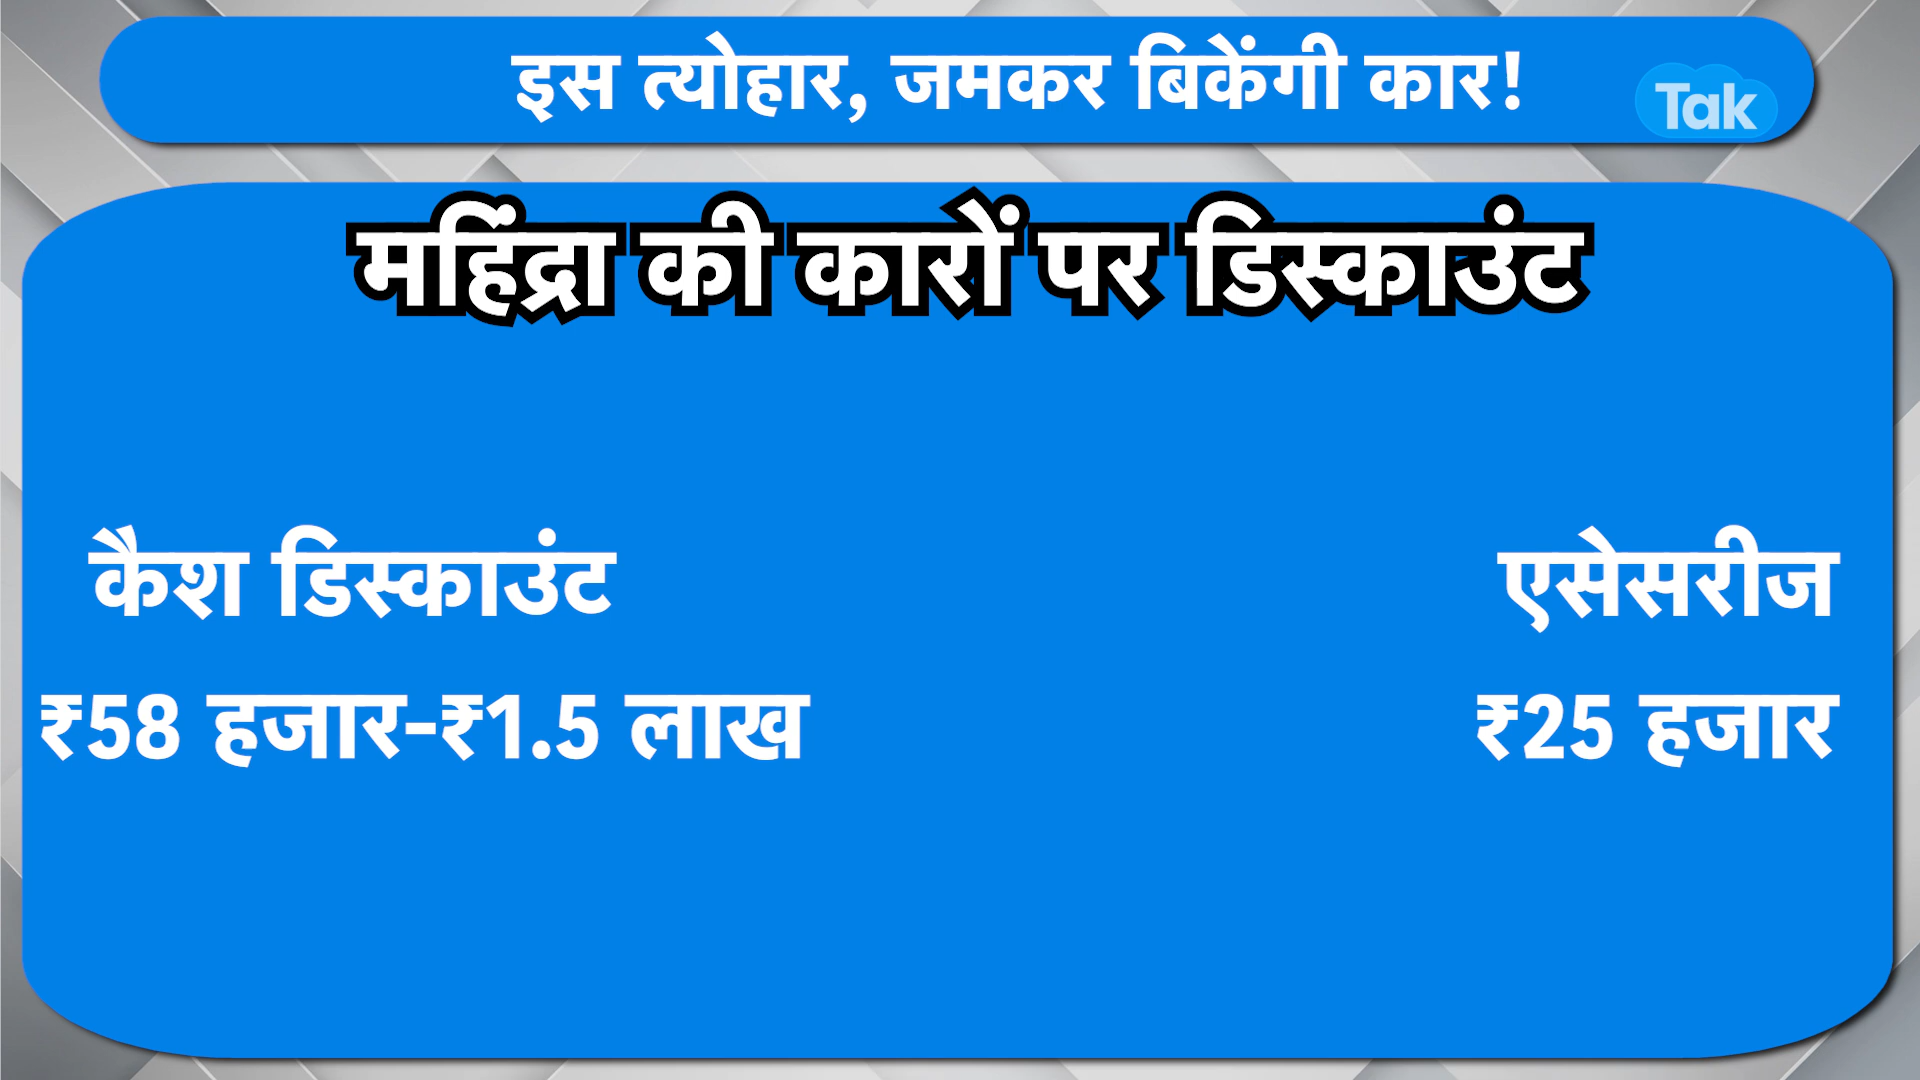 इस त्योहार, जमकर बिकेंगी कार!
Tak
महिंद्रा की कारों पर डिस्काउंट
कैश डिस्काउंट
₹58 हजार-₹1.5 लाख
एसेसरीज
₹25 हजार